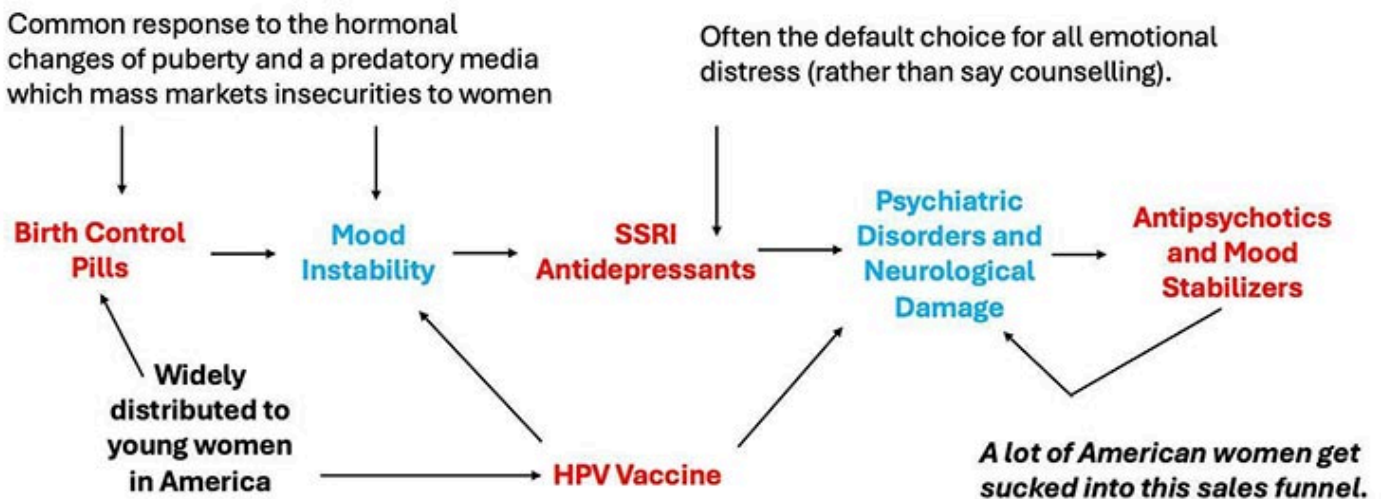 Common response to the hormonal
changes of puberty and a predatory media
which mass markets insecurities to women
Often the default choice for all emotional
distress (rather than say counselling).
Birth Control
Pills
Mood
Instability
SSRI
Antidepressants
Psychiatric
Disorders and
Neurological
Damage
Antipsychotics
and Mood
Stabilizers
Widely
distributed to
young women
in America
HPV Vaccine
A lot of American women get
sucked into this sales funnel.